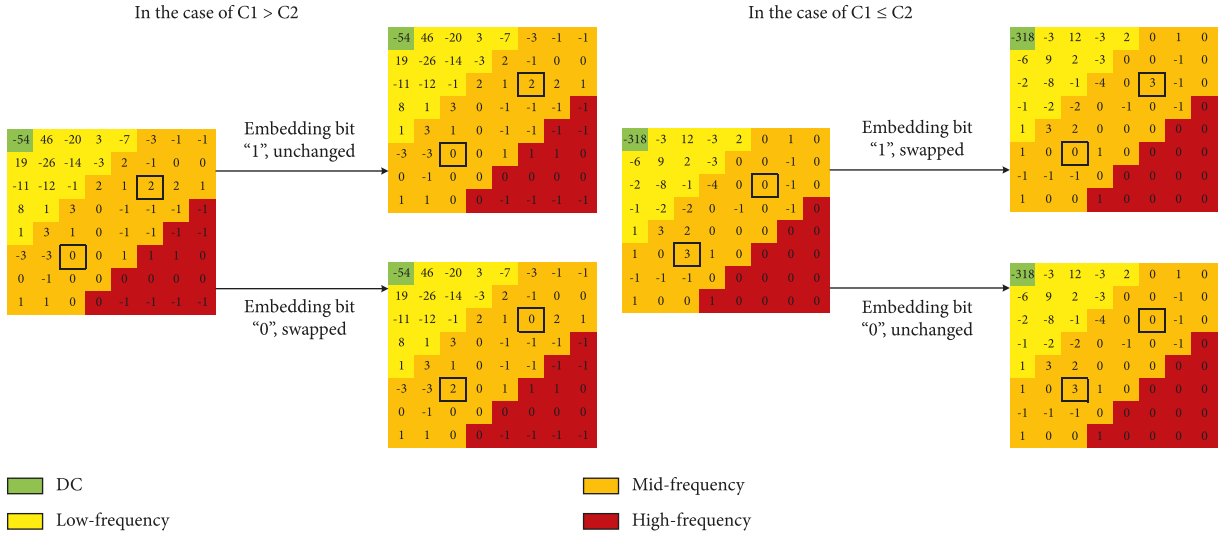 In the case of C1 > C2
-54 46 -20 3 -7 -3 -1 -1
19 -26 -14 -3 2 -1 0 0
-11 -12 -1 2 1 2 2 1
8 1 3 0 -1 -1 -1 -1
1 3 1 0 -1 -1 -1 -1
-3 -3 0 0 1 1 1 0
0 -1 0 0 0 0 0 0
1 1 0 0 -1 -1 -1 -1
Embedding bit
“1”, unchanged
-54 46 -20 3 -7 -3 -1 -1
19 -26 -14 -3 2 -1 0 0
-11 -12 -1 2 1 2 2 1
8 1 3 0 -1 -1 -1 -1
1 3 1 0 -1 -1 -1 -1
-3 -3 0 0 1 1 1 0
0 -1 0 0 0 0 0 0
1 1 0 0 -1 -1 -1 -1
Embedding bit
“0”, swapped
-54 46 -20 3 -7 -3 -1 -1
19 -26 -14 -3 2 -1 0 0
-11 -12 -1 2 1 0 2 1
8 1 3 0 -1 -1 -1 -1
1 3 1 0 -1 -1 -1 -1
-3 -3 2 0 1 1 1 0
0 -1 0 0 0 0 0 0
1 1 0 0 -1 -1 -1 -1
In the case of C1 ≤ C2
-318 -3 12 -3 2 0 1 0
-6 9 2 -3 0 0 -1 0
-2 -8 -1 -4 0 0 -1 0
-1 -2 -2 0 -1 0 -1 0
1 3 2 0 0 0 0 0
1 0 3 1 0 0 0 0
-1 -1 -1 0 0 0 0 0
1 0 0 1 0 0 0 0
Embedding bit
“1”, swapped
-318 -3 12 -3 2 0 1 0
-6 9 2 -3 0 0 -1 0
-2 -8 -1 -4 0 3 -1 0
-1 -2 -2 0 -1 0 -1 0
1 3 2 0 0 0 0 0
1 0 0 1 0 0 0 0
-1 -1 -1 0 0 0 0 0
1 0 0 1 0 0 0 0
Embedding bit
“0”, unchanged
-318 -3 12 -3 2 0 1 0
-6 9 2 -3 0 0 -1 0
-2 -8 -1 -4 0 0 -1 0
-1 -2 -2 0 -1 0 -1 0
1 3 2 0 0 0 0 0
1 0 3 1 0 0 0 0
-1 -1 -1 0 0 0 0 0
1 0 0 1 0 0 0 0
DC
Low-frequency
Mid-frequency
High-frequency